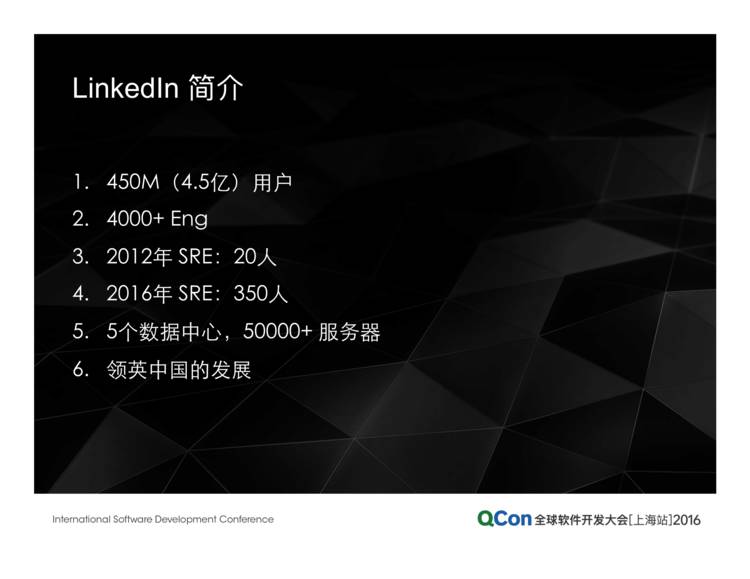 LinkedIn 简介
1. 450M（4.5亿）用户
2. 4000+ Eng
3. 2012年 SRE：20人
4. 2016年 SRE：350人
5. 5个数据中心，50000+ 服务器
6. 领英中国的发展
International Software Development Conference
QCon 全球软件开发大会[上海站]2016